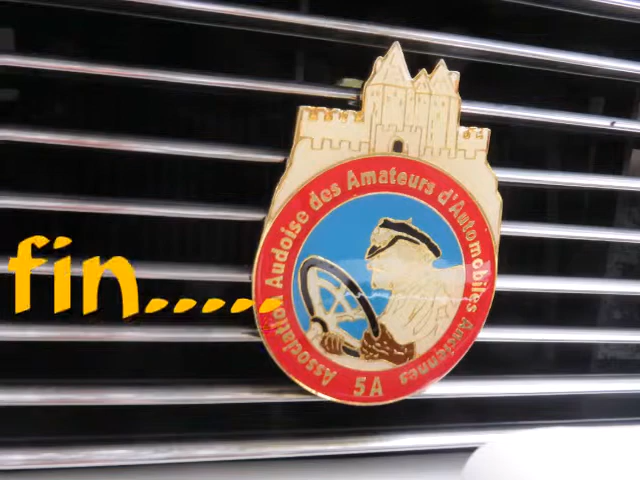 Association Audoise des Amateurs d'Automobiles Anciennes
5A
fin.....